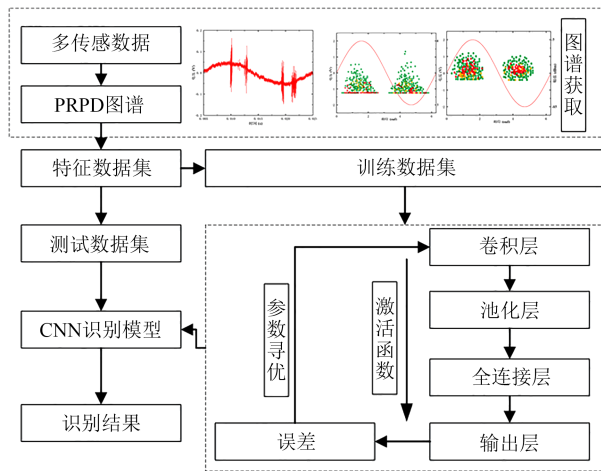 多传感数据
PRPD图谱
图谱获取
特征数据集
训练数据集
测试数据集
CNN识别模型
识别结果
卷积层
池化层
全连接层
输出层
误差
参数寻优
激活函数